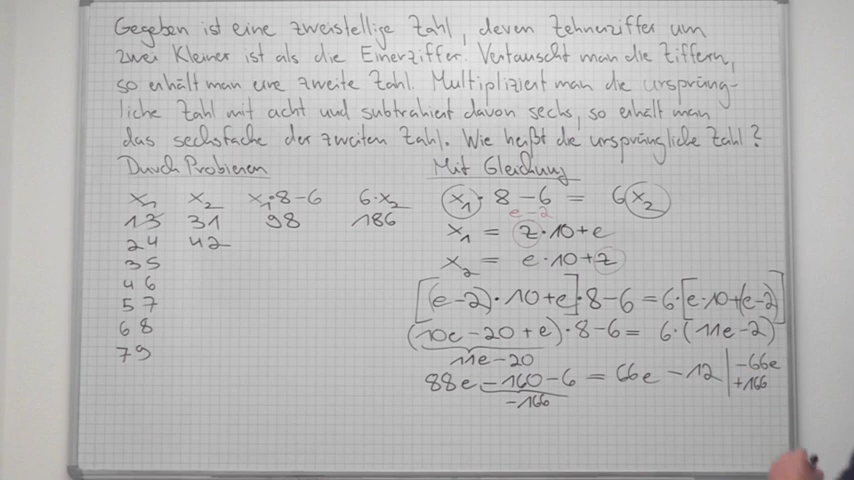 Gegeben ist eine zweistellige Zahl, deren Zehnerziffer um
zwei kleiner ist als die Einerziffer. Vertauscht man die Ziffern,
so erhält man eine zweite Zahl. Multipliziert man die ursprüng-
liche Zahl mit acht und subtrahiert davon sechs, so erhält man
das sechsfache der zweiten Zahl. Wie heißt die ursprüngliche Zahl?
Durch Probieren
x₁ x₂ x₁·8-6 6·x₂
13 31 98 186
24 42
35
46
57
68
79
Mit Gleichung
x₁ · 8 - 6 = 6 x₂
e-2
x₁ = z·10+e
x₂ = e·10+z
[(e-2)·10+e]·8-6=6·[e·10+(e-2)]
(10e-20+e)·8-6= 6·(11e-2)
11e-20
88e-160-6 = 66e-12 | -66e
+166
-166